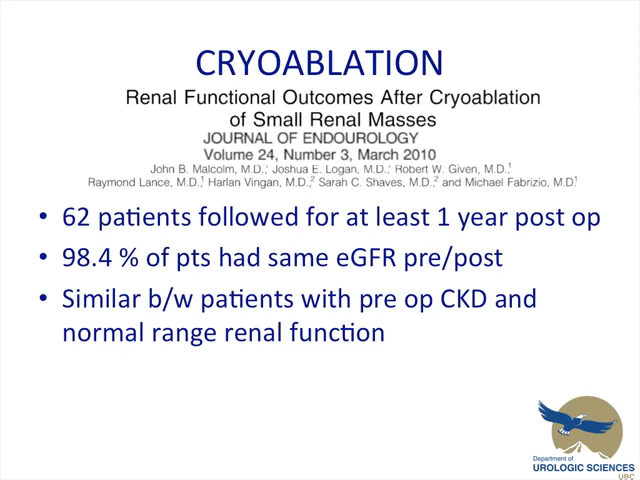 CRYOABLATION
Renal Functional Outcomes After Cryoablation
of Small Renal Masses
JOURNAL OF ENDOUROLOGY
Volume 24, Number 3, March 2010
John B. Malcolm, M.D.,¹ Joshua E. Logan, M.D.,¹ Robert W. Given, M.D.,¹
Raymond Lance, M.D.,¹ Harlan Vingan, M.D.,² Sarah C. Shaves, M.D.,² and Michael Fabrizio, M.D.¹
• 62 patients followed for at least 1 year post op
• 98.4 % of pts had same eGFR pre/post
• Similar b/w patients with pre op CKD and
normal range renal function
Department of
UROLOGIC SCIENCES
UBC